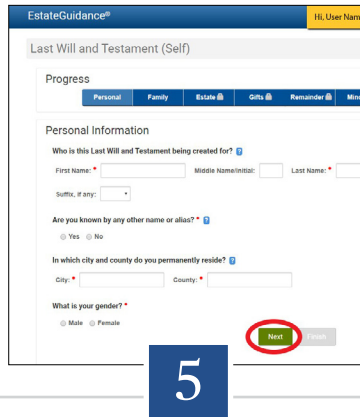 EstateGuidance®
Hi, User Nam
Last Will and Testament (Self)
Progress
Personal Family Estate Gifts Remainder Mino
Personal Information
Who is this Last Will and Testament being created for? ?
First Name: * Middle Name/Initial: Last Name: *
Suffix, if any:
Are you known by any other name or alias? * ?
Yes No
In which city and county do you permanently reside? ?
City: * County: *
What is your gender? *
Male Female
Next Finish
5